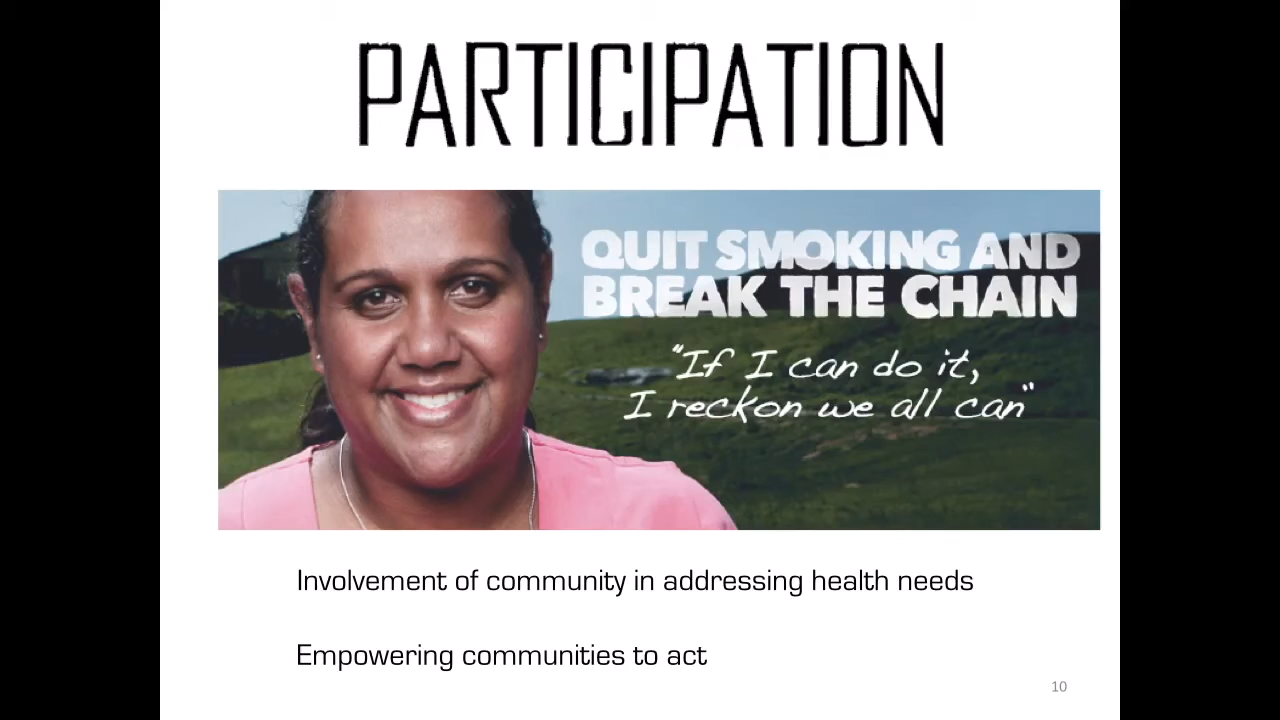 PARTICIPATION
QUIT SMOKING AND
BREAK THE CHAIN
"If I can do it,
I reckon we all can"
Involvement of community in addressing health needs
Empowering communities to act
10